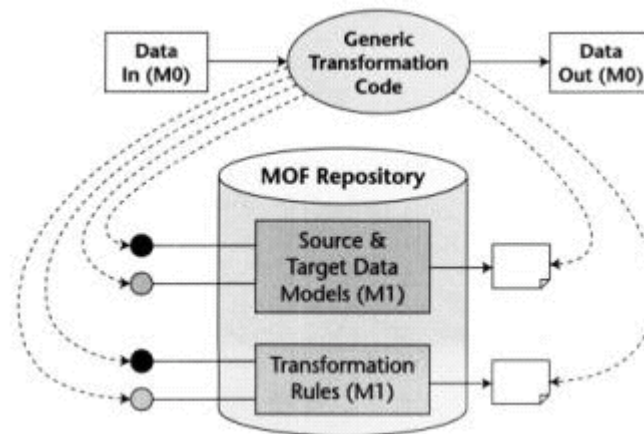 Data
In (M0)
Generic
Transformation
Code
Data
Out (M0)
MOF Repository
Source &
Target Data
Models (M1)
Transformation
Rules (M1)